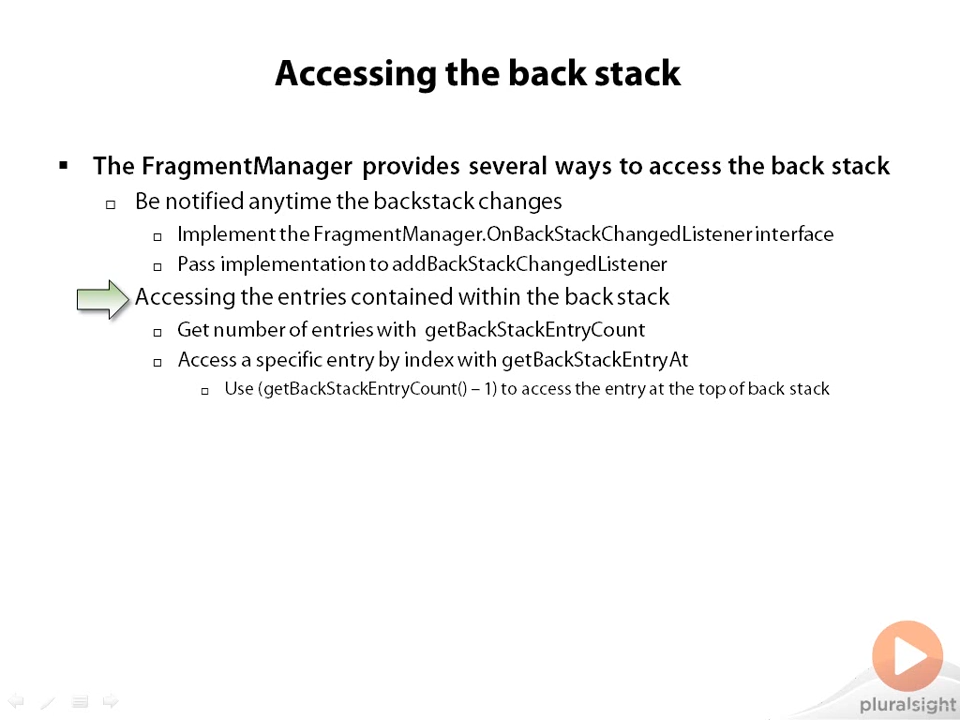 Accessing the back stack
The FragmentManager provides several ways to access the back stack
Be notified anytime the backstack changes
Implement the FragmentManager.OnBackStackChangedListener interface
Pass implementation to addBackStackChangedListener
Accessing the entries contained within the back stack
Get number of entries with getBackStackEntryCount
Access a specific entry by index with getBackStackEntryAt
Use (getBackStackEntryCount() – 1) to access the entry at the top of back stack
pluralsight